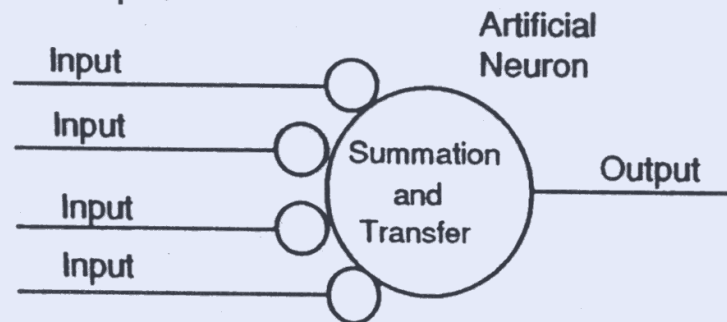 Artificial
Neuron
Input
Input
Input
Input
Summation
and
Transfer
Output